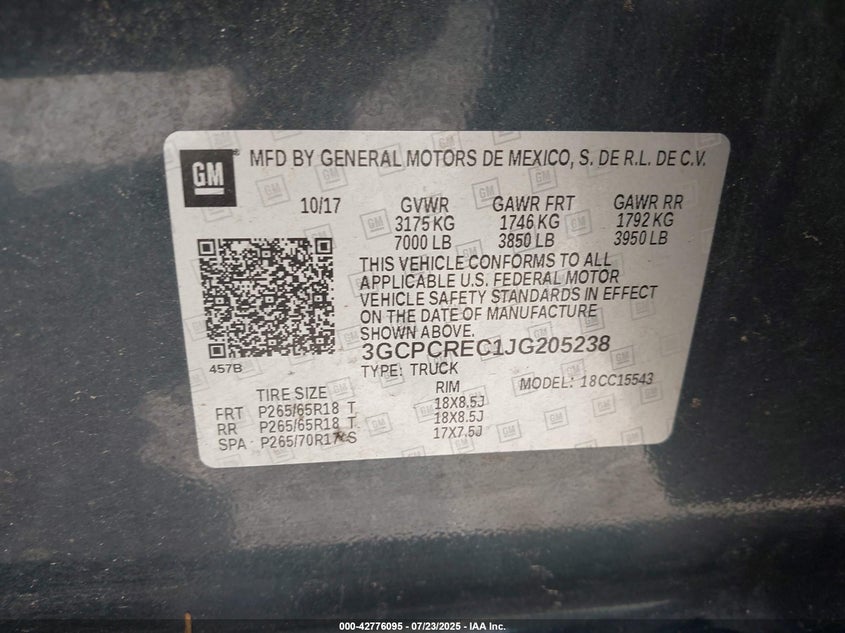 GM
MFD BY GENERAL MOTORS DE MEXICO, S. DE R.L. DE C.V.
10/17 GVWR GAWR FRT GAWR RR
3175 KG 1746 KG 1792 KG
7000 LB 3850 LB 3950 LB
THIS VEHICLE CONFORMS TO ALL
APPLICABLE U.S. FEDERAL MOTOR
VEHICLE SAFETY STANDARDS IN EFFECT
ON THE DATE OF MANUFACTURE
SHOWN ABOVE.
3GCPCREC1JG205238
457B
TYPE: TRUCK
TIRE SIZE RIM MODEL: 18CC15543
FRT P265/65R18 T 18X8.5J
RR P265/65R18 T 18X8.5J
SPA P265/70R17 S 17X7.5J
000-42776095 - 07/23/2025 - IAA Inc.